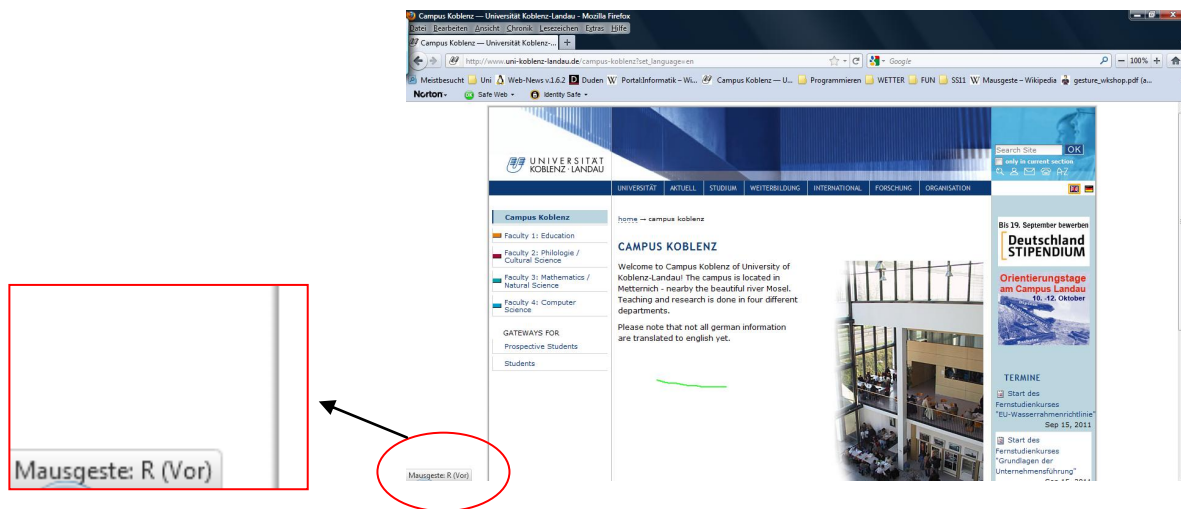 Campus Koblenz — Universität Koblenz-Landau - Mozilla Firefox
Datei Bearbeiten Ansicht Chronik Lesezeichen Extras Hilfe
Campus Koblenz — Universität Koblenz-... +
http://www.uni-koblenz-landau.de/campus-koblenz?set_language=en
Google
100%
Meistbesucht Uni Web-News v.1.6.2 Duden Portal:Informatik – Wi... Campus Koblenz — U... Programmieren WETTER FUN SS11 Mausgeste – Wikipedia gesture_wkshop.pdf (a...
Norton Safe Web Identity Safe
UNIVERSITÄT
KOBLENZ · LANDAU
Search Site OK
only in current section
A-Z
UNIVERSITÄT AKTUELL STUDIUM WEITERBILDUNG INTERNATIONAL FORSCHUNG ORGANISATION
Campus Koblenz
Faculty 1: Education
Faculty 2: Philologie /
Cultural Science
Faculty 3: Mathematics /
Natural Science
Faculty 4: Computer
Science
GATEWAYS FOR
Prospective Students
Students
home → campus koblenz
CAMPUS KOBLENZ
Welcome to Campus Koblenz of University of
Koblenz-Landau! The campus is located in
Metternich - nearby the beautiful river Mosel.
Teaching and research is done in four different
departments.
Please note that not all german information
are translated to english yet.
Bis 19. September bewerben
Deutschland
STIPENDIUM
Orientierungstage
am Campus Landau
10. -12. Oktober
TERMINE
Start des
Fernstudienkurses
"EU-Wasserrahmenrichtlinie"
Sep 15, 2011
Start des
Fernstudienkurses
"Grundlagen der
Unternehmensführung"
Sep 15, 2011
Mausgeste: R (Vor)
Mausgeste: R (Vor)